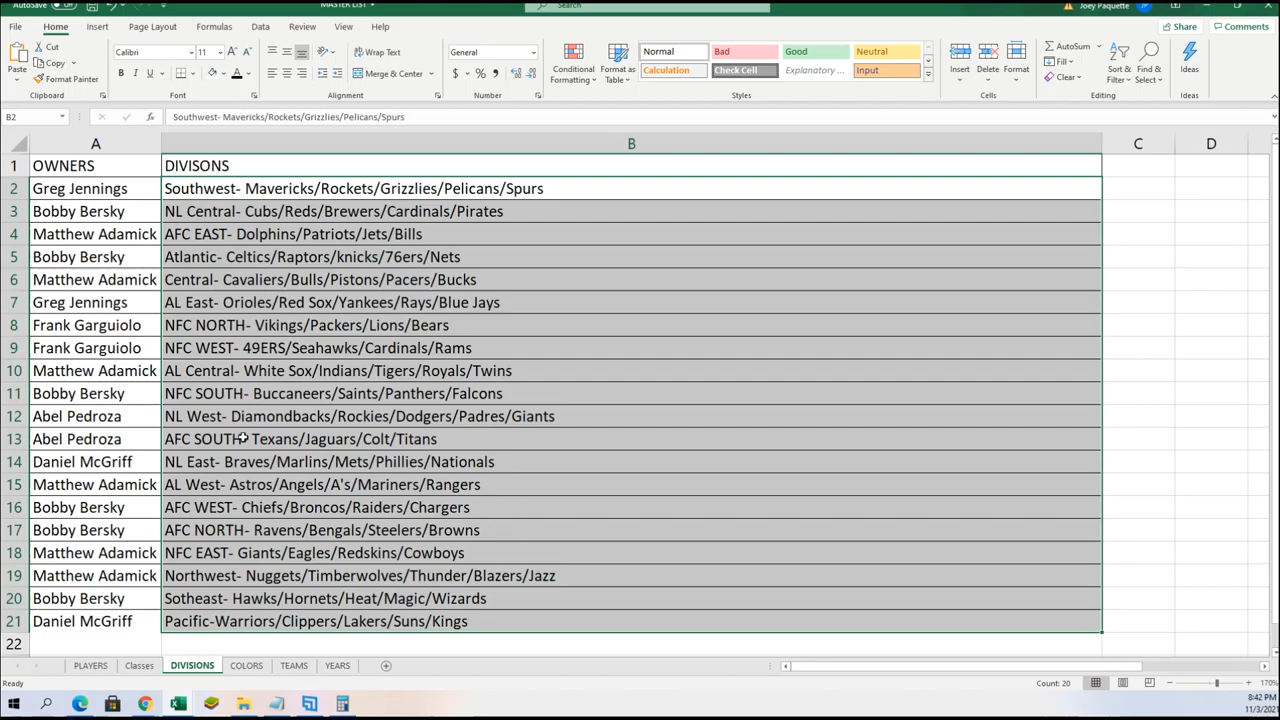 AutoSave Off MASTER LIST Search Joey Paquette
File Home Insert Page Layout Formulas Data Review View Help Share Comments
Cut Calibri 11 Wrap Text General Normal Bad Good Neutral AutoSum
Paste Copy Conditional Formatting Format as Table Insert Delete Format Fill Sort & Filter Find & Select Ideas
Format Painter Merge & Center Calculation Check Cell Explanatory ... Input Clear
Clipboard Font Alignment Number Styles Cells Editing Ideas
B2 fx Southwest- Mavericks/Rockets/Grizzlies/Pelicans/Spurs
A B C D
1 OWNERS DIVISONS
2 Greg Jennings Southwest- Mavericks/Rockets/Grizzlies/Pelicans/Spurs
3 Bobby Bersky NL Central- Cubs/Reds/Brewers/Cardinals/Pirates
4 Matthew Adamick AFC EAST- Dolphins/Patriots/Jets/Bills
5 Bobby Bersky Atlantic- Celtics/Raptors/knicks/76ers/Nets
6 Matthew Adamick Central- Cavaliers/Bulls/Pistons/Pacers/Bucks
7 Greg Jennings AL East- Orioles/Red Sox/Yankees/Rays/Blue Jays
8 Frank Garguiolo NFC NORTH- Vikings/Packers/Lions/Bears
9 Frank Garguiolo NFC WEST- 49ERS/Seahawks/Cardinals/Rams
10 Matthew Adamick AL Central- White Sox/Indians/Tigers/Royals/Twins
11 Bobby Bersky NFC SOUTH- Buccaneers/Saints/Panthers/Falcons
12 Abel Pedroza NL West- Diamondbacks/Rockies/Dodgers/Padres/Giants
13 Abel Pedroza AFC SOUTH- Texans/Jaguars/Colt/Titans
14 Daniel McGriff NL East- Braves/Marlins/Mets/Phillies/Nationals
15 Matthew Adamick AL West- Astros/Angels/A's/Mariners/Rangers
16 Bobby Bersky AFC WEST- Chiefs/Broncos/Raiders/Chargers
17 Bobby Bersky AFC NORTH- Ravens/Bengals/Steelers/Browns
18 Matthew Adamick NFC EAST- Giants/Eagles/Redskins/Cowboys
19 Matthew Adamick Northwest- Nuggets/Timberwolves/Thunder/Blazers/Jazz
20 Bobby Bersky Sotheast- Hawks/Hornets/Heat/Magic/Wizards
21 Daniel McGriff Pacific-Warriors/Clippers/Lakers/Suns/Kings
22
PLAYERS Classes DIVISIONS COLORS TEAMS YEARS
Ready Count: 20 170%
8:42 PM
11/3/2021